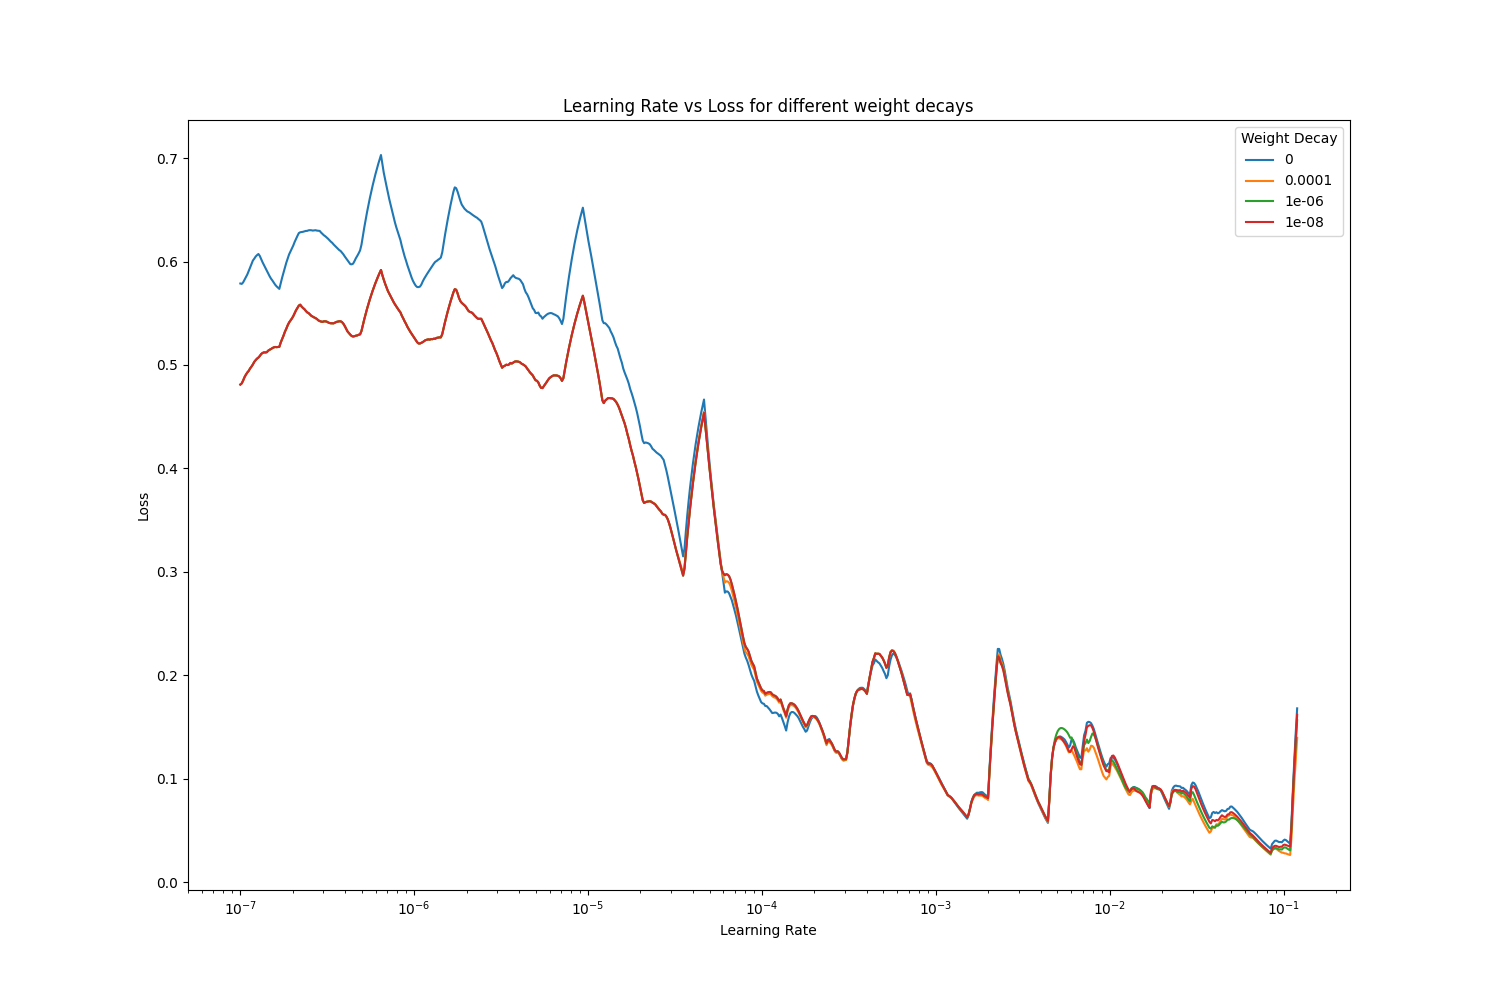 Learning Rate vs Loss for different weight decays
Weight Decay
0
0.0001
1e-06
1e-08
0.7
0.6
0.5
0.4
0.3
0.2
0.1
0.0
Loss
10⁻⁷ 10⁻⁶ 10⁻⁵ 10⁻⁴ 10⁻³ 10⁻² 10⁻¹
Learning Rate